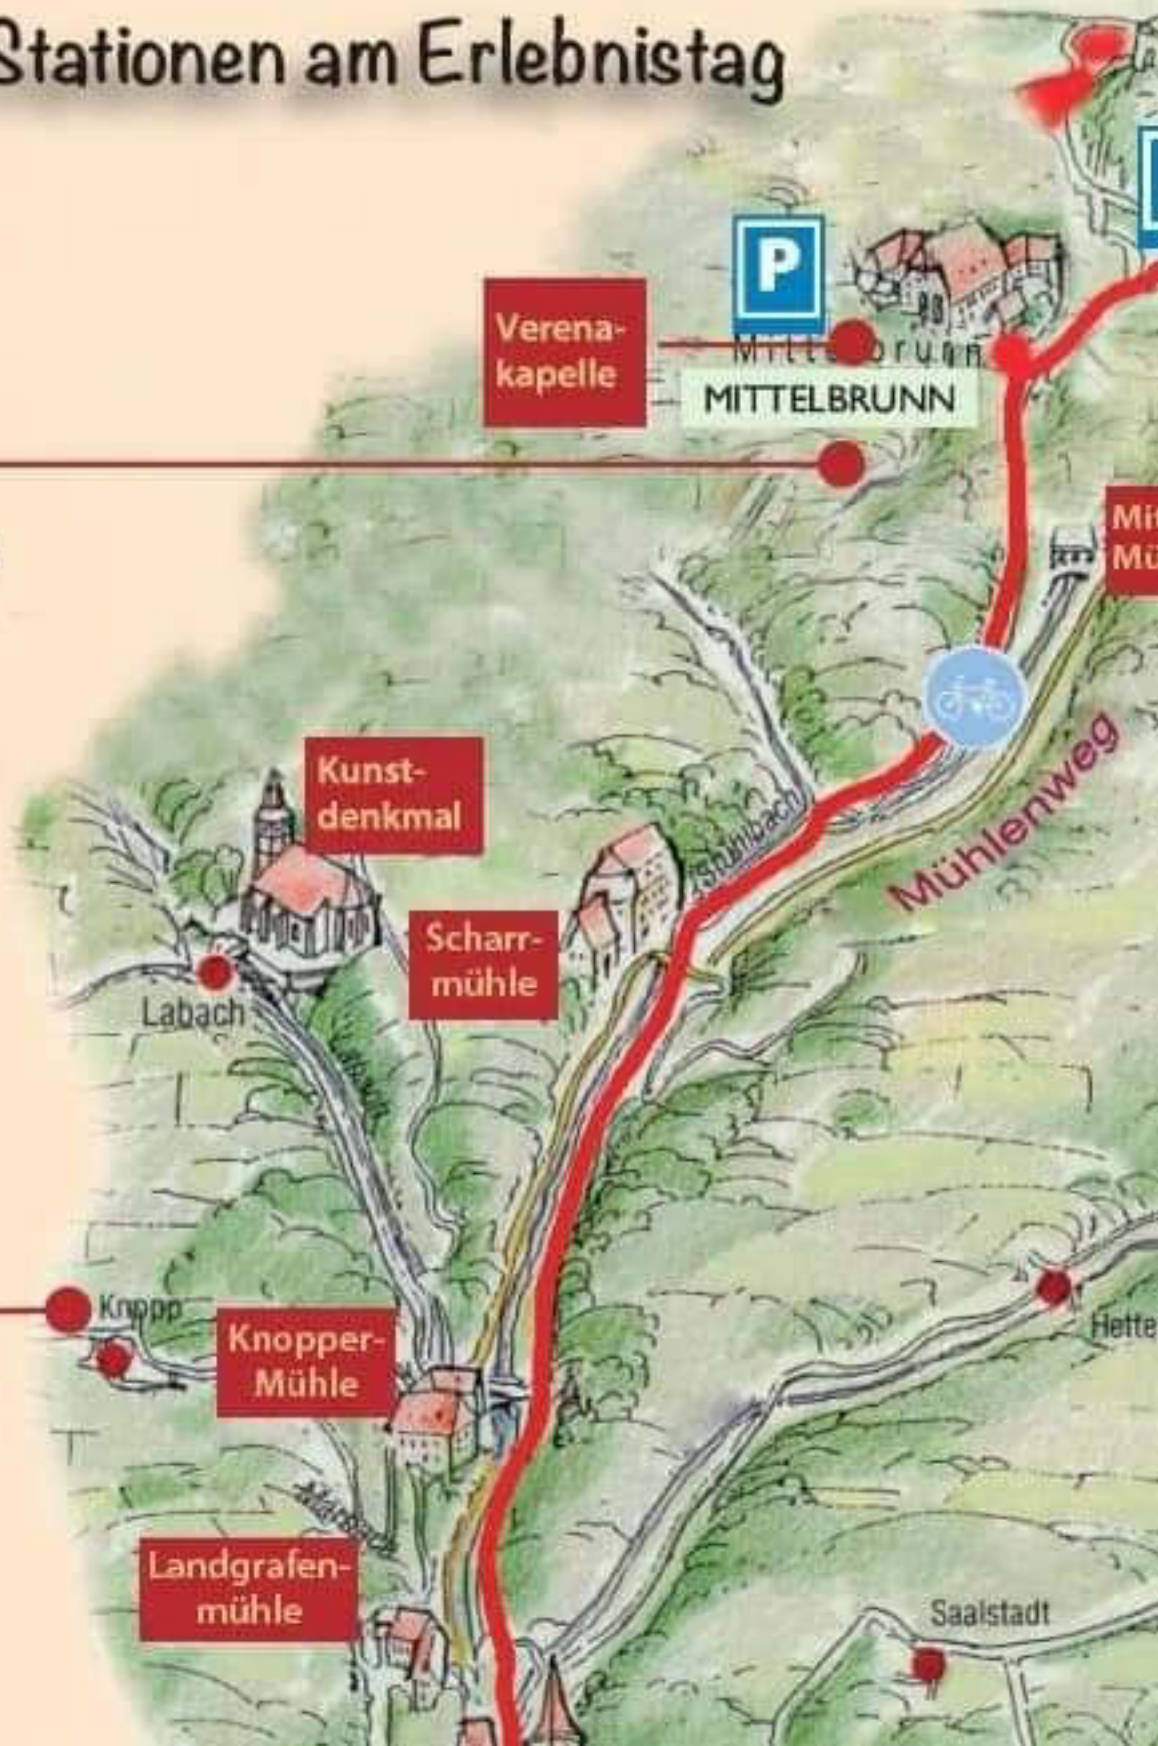 Stationen am Erlebnistag
P
Verena-
kapelle
MITTELBRUNN
Kunst-
denkmal
Mühlenweg
Scharr-
mühle
Labach
Knopper-
Mühle
Landgrafen-
mühle
Saalstadt